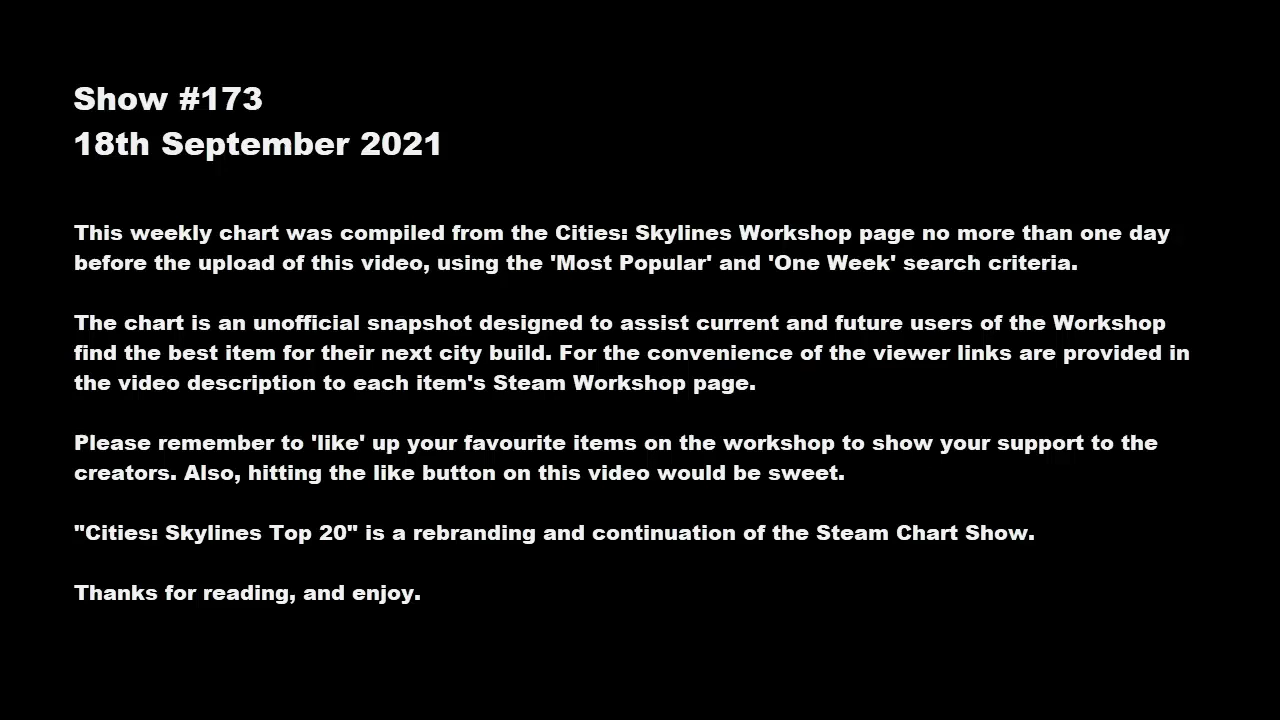 Show #173
18th September 2021
This weekly chart was compiled from the Cities: Skylines Workshop page no more than one day
before the upload of this video, using the 'Most Popular' and 'One Week' search criteria.
The chart is an unofficial snapshot designed to assist current and future users of the Workshop
find the best item for their next city build. For the convenience of the viewer links are provided in
the video description to each item's Steam Workshop page.
Please remember to 'like' up your favourite items on the workshop to show your support to the
creators. Also, hitting the like button on this video would be sweet.
"Cities: Skylines Top 20" is a rebranding and continuation of the Steam Chart Show.
Thanks for reading, and enjoy.